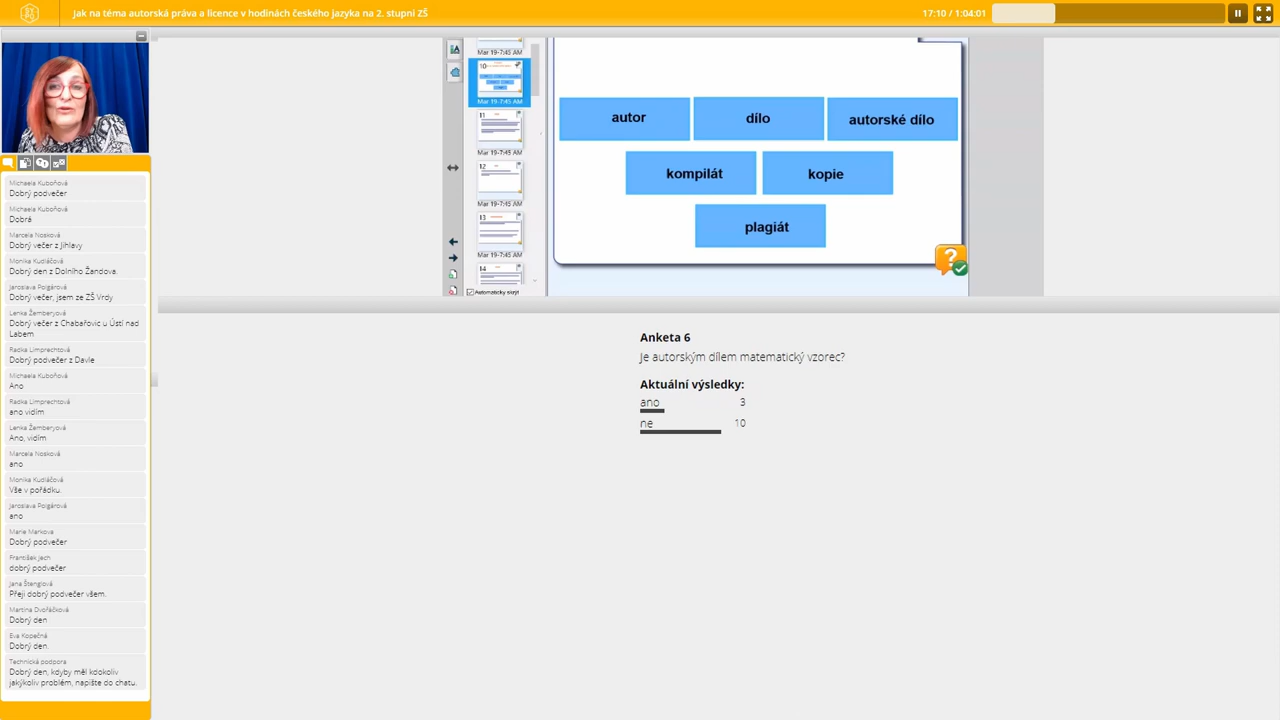 Jak na téma autorská práva a licence v hodinách českého jazyka na 2. stupni ZŠ
17:10 / 1:04:01
Mar 19-7:45 AM
10
Mar 19-7:45 AM
11
Mar 19-7:45 AM
12
Mar 19-7:45 AM
13
Mar 19-7:45 AM
14
Automaticky skrýt
autor
dílo
autorské dílo
kompilát
kopie
plagiát
Anketa 6
Je autorským dílem matematický vzorec?
Aktuální výsledky:
ano 3
ne 10
Michaela Kuboňová
Dobrý podvečer
Michaela Kuboňová
Dobrá
Marcela Nosková
Dobrý večer z Jihlavy
Monika Kudláčová
Dobrý den z Dolního Žandova.
Jaroslava Polgárová
Dobrý večer, jsem ze ZŠ Vrdy
Lenka Žemberyová
Dobrý večer z Chabařovic u Ústí nad
Labem
Radka Limprechtová
Dobrý podvečer z Davle
Michaela Kuboňová
Ano
Radka Limprechtová
ano vidím
Lenka Žemberyová
Ano, vidím
Marcela Nosková
ano
Monika Kudláčová
Vše v pořádku.
Jaroslava Polgárová
ano
Marie Markova
Dobrý podvečer
František Jech
dobrý podvečer
Jana Štenglová
Přeji dobrý podvečer všem.
Martina Dvořáčková
Dobrý den
Eva Kopečná
Dobrý den.
Technická podpora
Dobrý den, kdyby měl kdokoliv
jakýkoliv problém, napište do chatu.